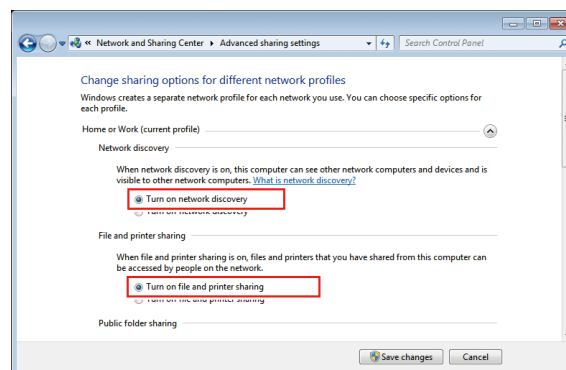 « Network and Sharing Center ▸ Advanced sharing settings
Search Control Panel
Change sharing options for different network profiles
Windows creates a separate network profile for each network you use. You can choose specific options for
each profile.
Home or Work (current profile)
Network discovery
When network discovery is on, this computer can see other network computers and devices and is
visible to other network computers. What is network discovery?
Turn on network discovery
File and printer sharing
When file and printer sharing is on, files and printers that you have shared from this computer can
be accessed by people on the network.
Turn on file and printer sharing
Public folder sharing
Save changes
Cancel